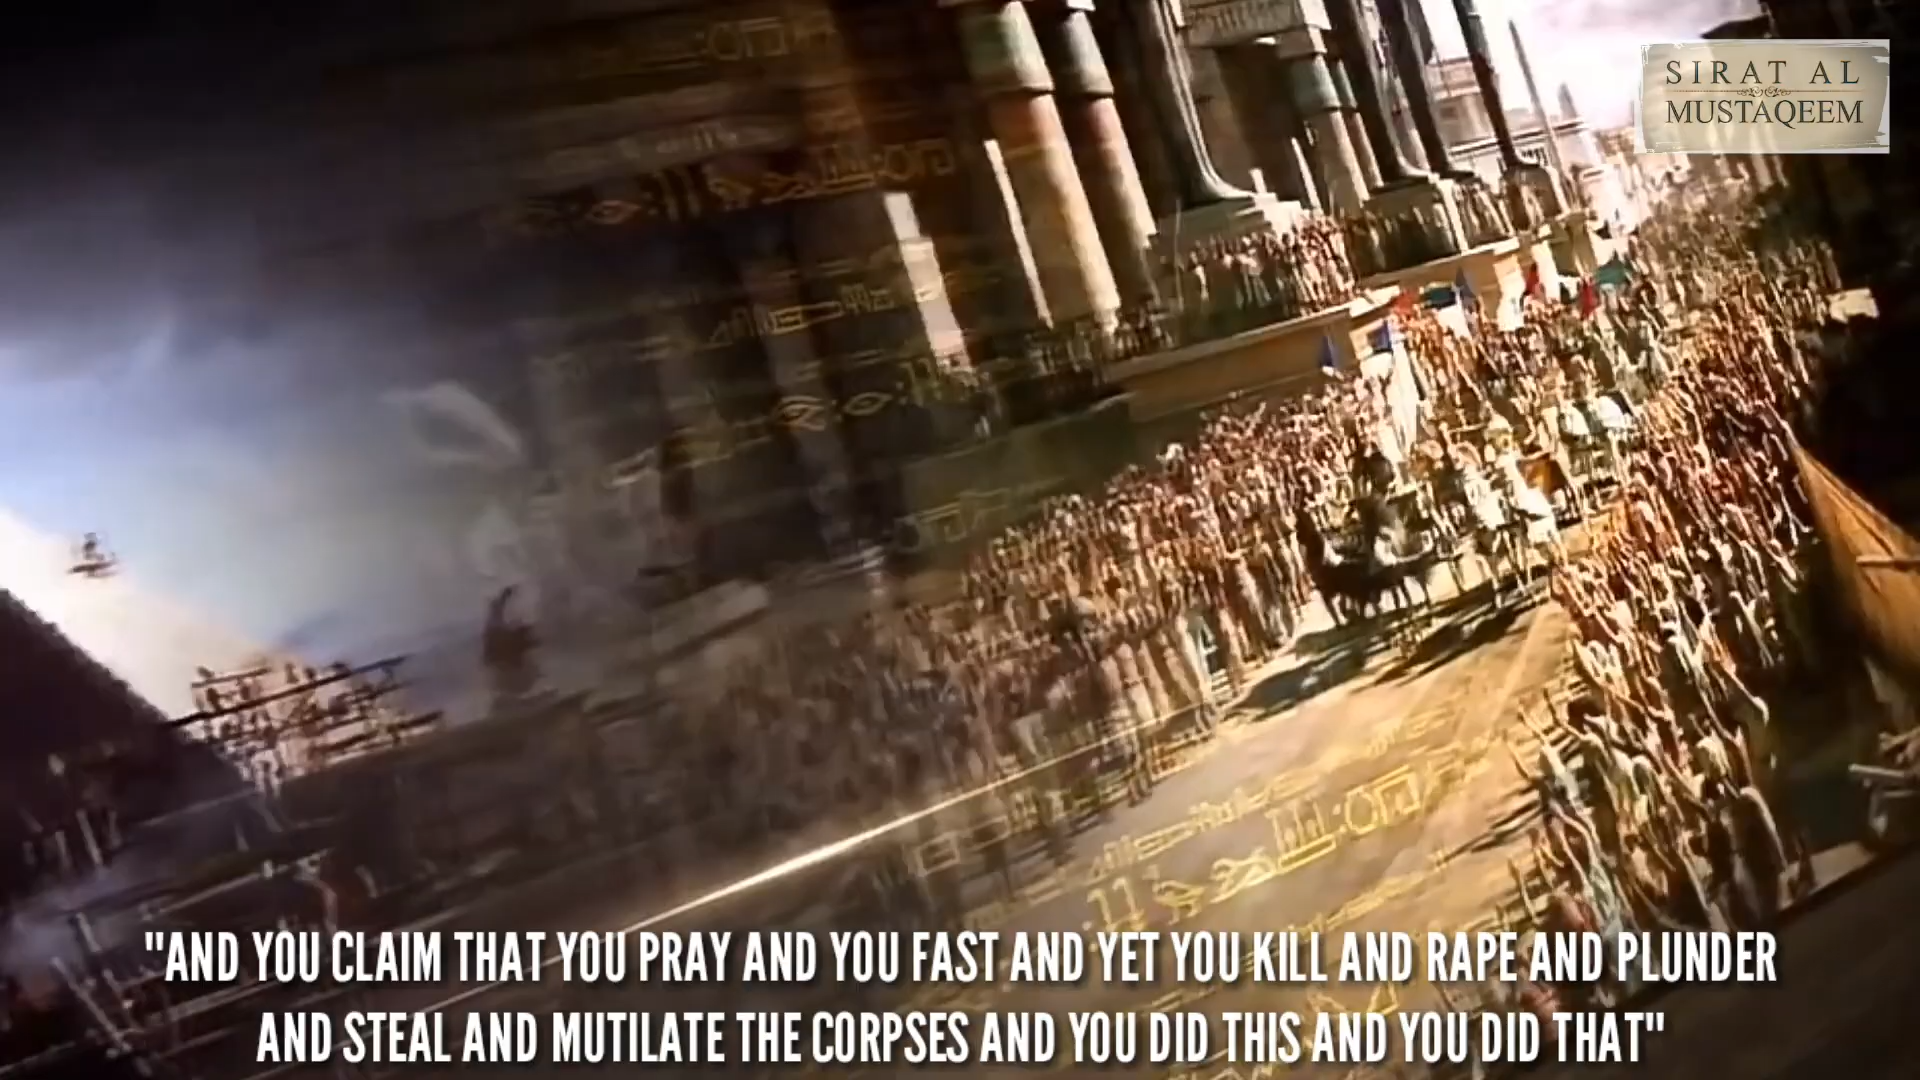 SIRAT AL
MUSTAQEEM
"AND YOU CLAIM THAT YOU PRAY AND YOU FAST AND YET YOU KILL AND RAPE AND PLUNDER
AND STEAL AND MUTILATE THE CORPSES AND YOU DID THIS AND YOU DID THAT"